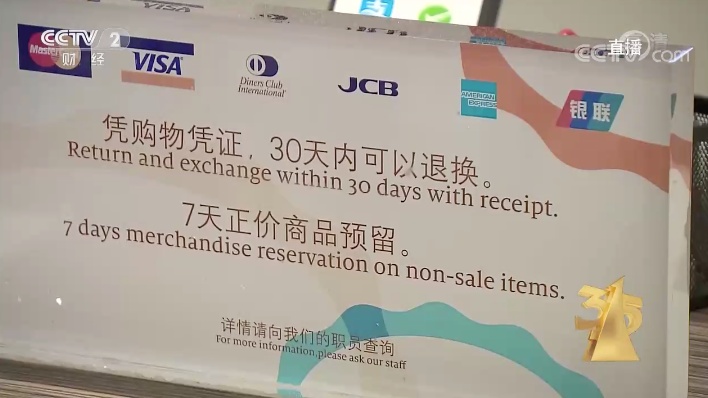 CCTV 2
财经
直播
VISA
Diners Club
International
JCB
AMERICAN
EXPRESS
银联
凭购物凭证，30天内可以退换。
Return and exchange within 30 days with receipt.
7天正价商品预留。
7 days merchandise reservation on non-sale items.
详情请向我们的职员查询
For more information,please ask our staff
315